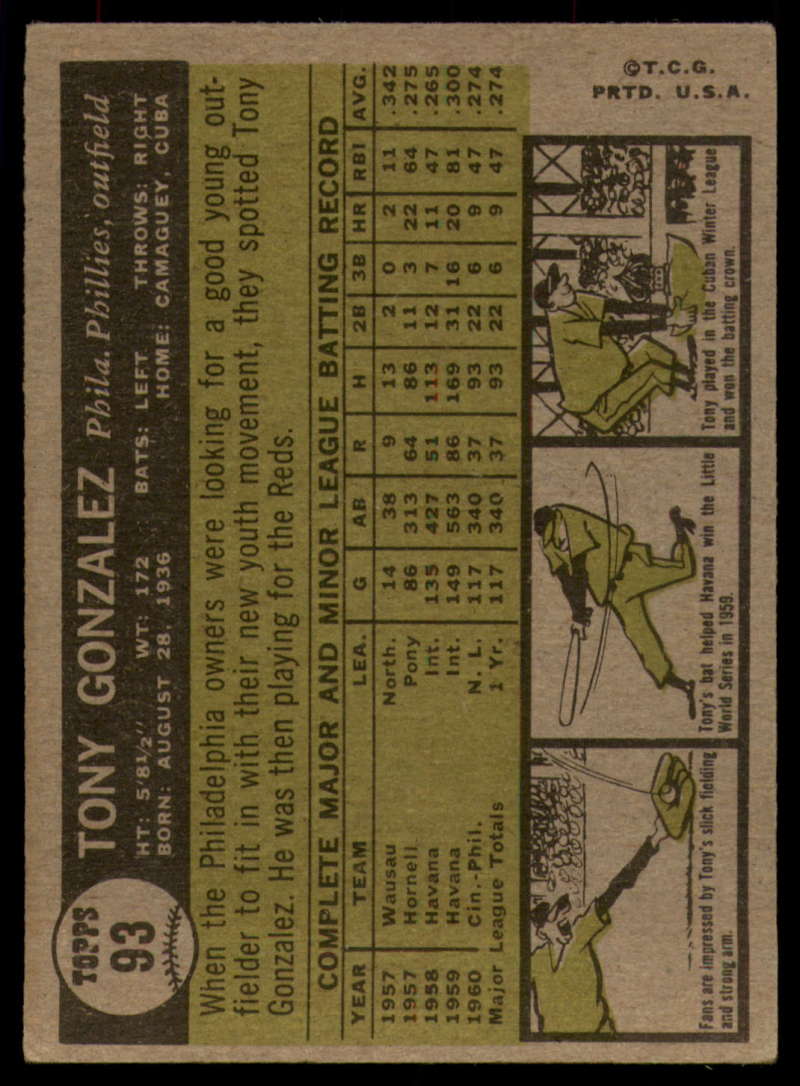 TOPPS
93
TONY GONZALEZ Phila. Phillies, outfield
HT: 5'8½" WT: 172 BATS: LEFT THROWS: RIGHT
BORN: AUGUST 28, 1936 HOME: CAMAGUEY, CUBA
When the Philadelphia owners were looking for a good young out-
fielder to fit in with their new youth movement, they spotted Tony
Gonzalez. He was then playing for the Reds.
COMPLETE MAJOR AND MINOR LEAGUE BATTING RECORD
YEAR TEAM LEA. G AB R H 2B 3B HR RBI AVG.
1957 Wausau North. 14 38 9 13 2 0 2 11 .342
1957 Hornell Pony 86 313 64 86 11 3 22 64 .275
1958 Havana Int. 135 427 51 113 12 7 11 47 .265
1959 Havana Int. 149 563 86 169 31 16 20 81 .300
1960 Cin.-Phil. N. L. 117 340 37 93 22 6 9 47 .274
Major League Totals 1 Yr. 117 340 37 93 22 6 9 47 .274
Fans are impressed by Tony's slick fielding
and strong arm.
Tony's bat helped Havana win the Little
World Series in 1959.
Tony played in the Cuban Winter League
and won the batting crown.
©T.C.G.
PRTD. U.S.A.